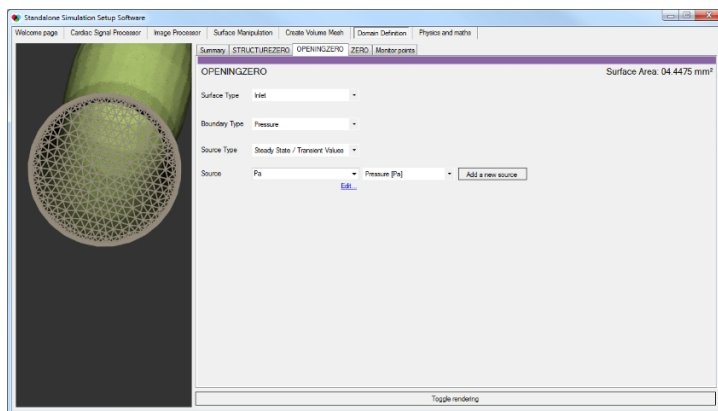 Standalone Simulation Setup Software
Welcome page Cardiac Signal Processor Image Processor Surface Manipulation Create Volume Mesh Domain Definition Physics and maths
Summary STRUCTUREZERO OPENINGZERO ZERO Monitor points
OPENINGZERO Surface Area: 04.4475 mm²
Surface Type Inlet
Boundary Type Pressure
Source Type Steady State / Transient Values
Source Pa Pressure [Pa] Add a new source
Edit...
Toggle rendering